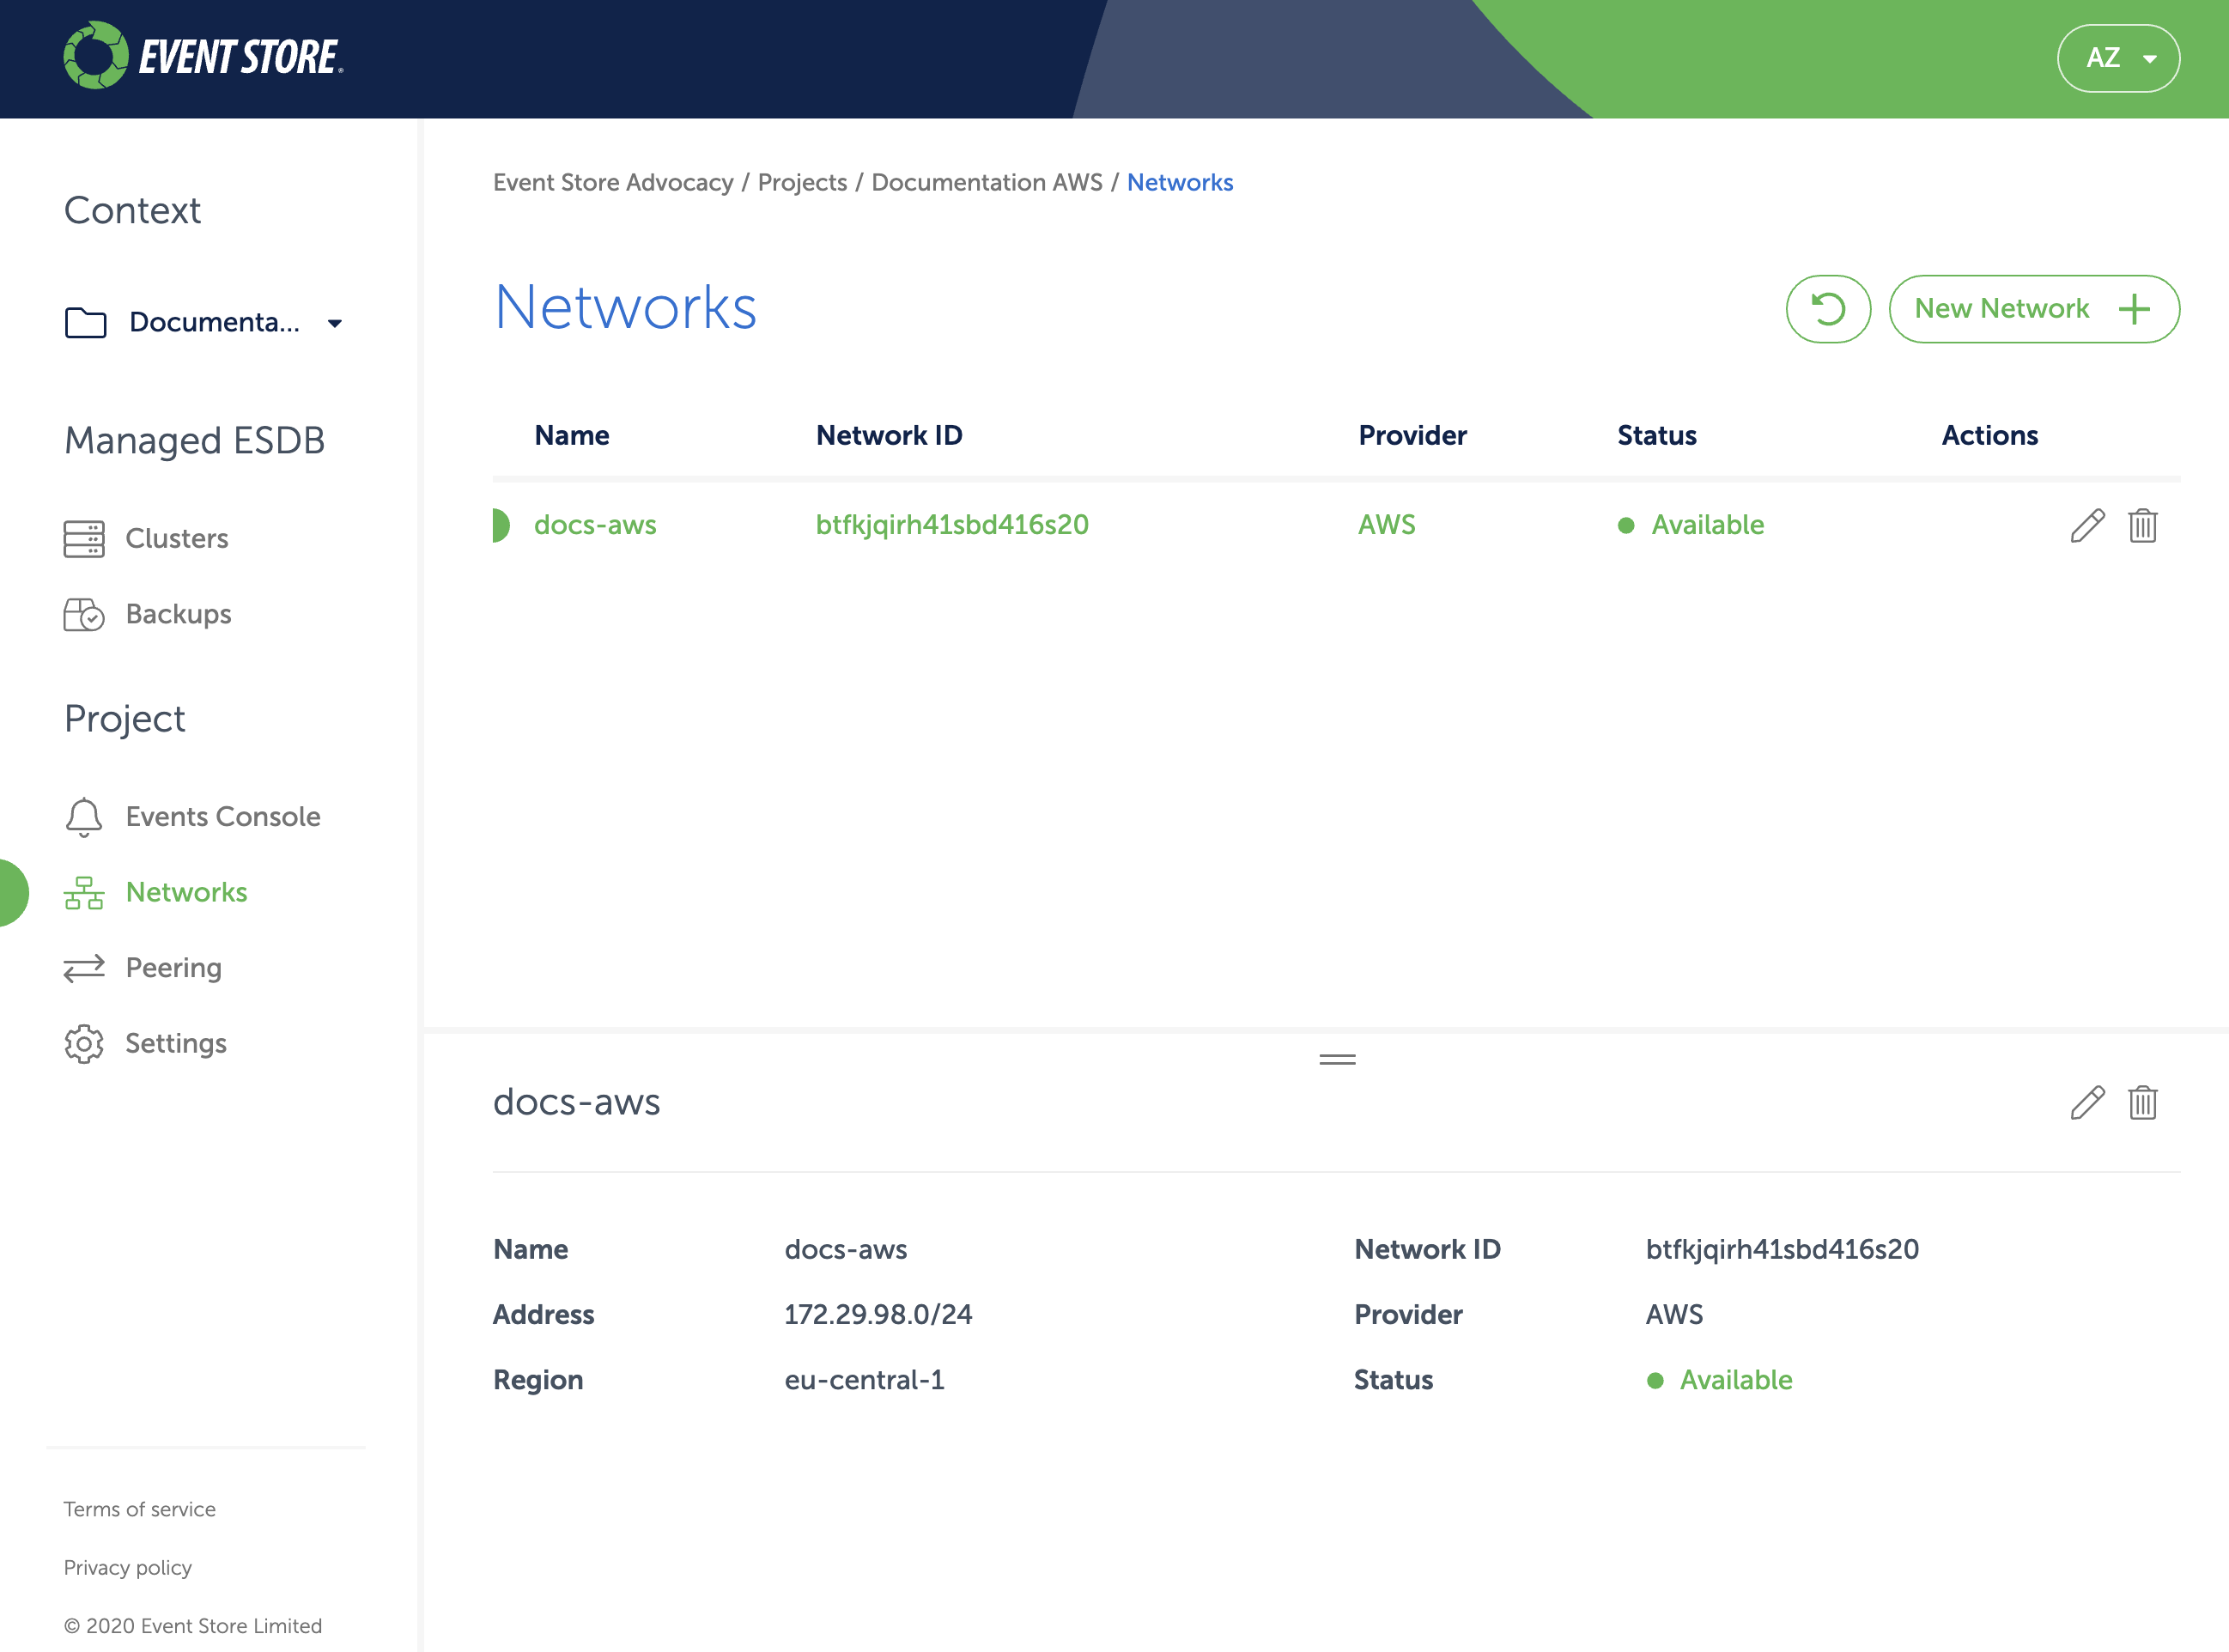 EVENT STORE®
AZ
Context
Documenta...
Managed ESDB
Clusters
Backups
Project
Events Console
Networks
Peering
Settings
Terms of service
Privacy policy
© 2020 Event Store Limited
Event Store Advocacy / Projects / Documentation AWS / Networks
Networks
New Network
Name Network ID Provider Status Actions
docs-aws btfkjqirh41sbd416s20 AWS Available
docs-aws
Name docs-aws Network ID btfkjqirh41sbd416s20
Address 172.29.98.0/24 Provider AWS
Region eu-central-1 Status Available